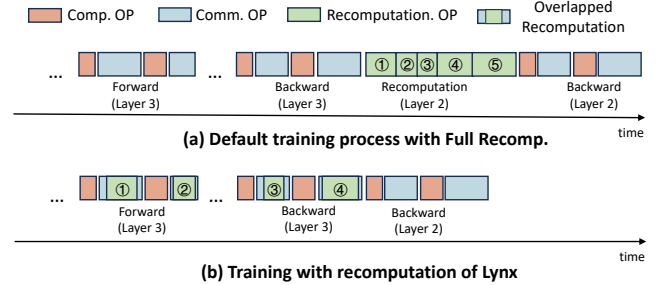 Comp. OP
Comm. OP
Recomputation. OP
Overlapped
Recomputation
... ...
① ② ③ ④ ⑤
Forward
(Layer 3)
Backward
(Layer 3)
Recomputation
(Layer 2)
Backward
(Layer 2)
time
(a) Default training process with Full Recomp.
... ...
① ② ③ ④
Forward
(Layer 3)
Backward
(Layer 3)
Backward
(Layer 2)
time
(b) Training with recomputation of Lynx